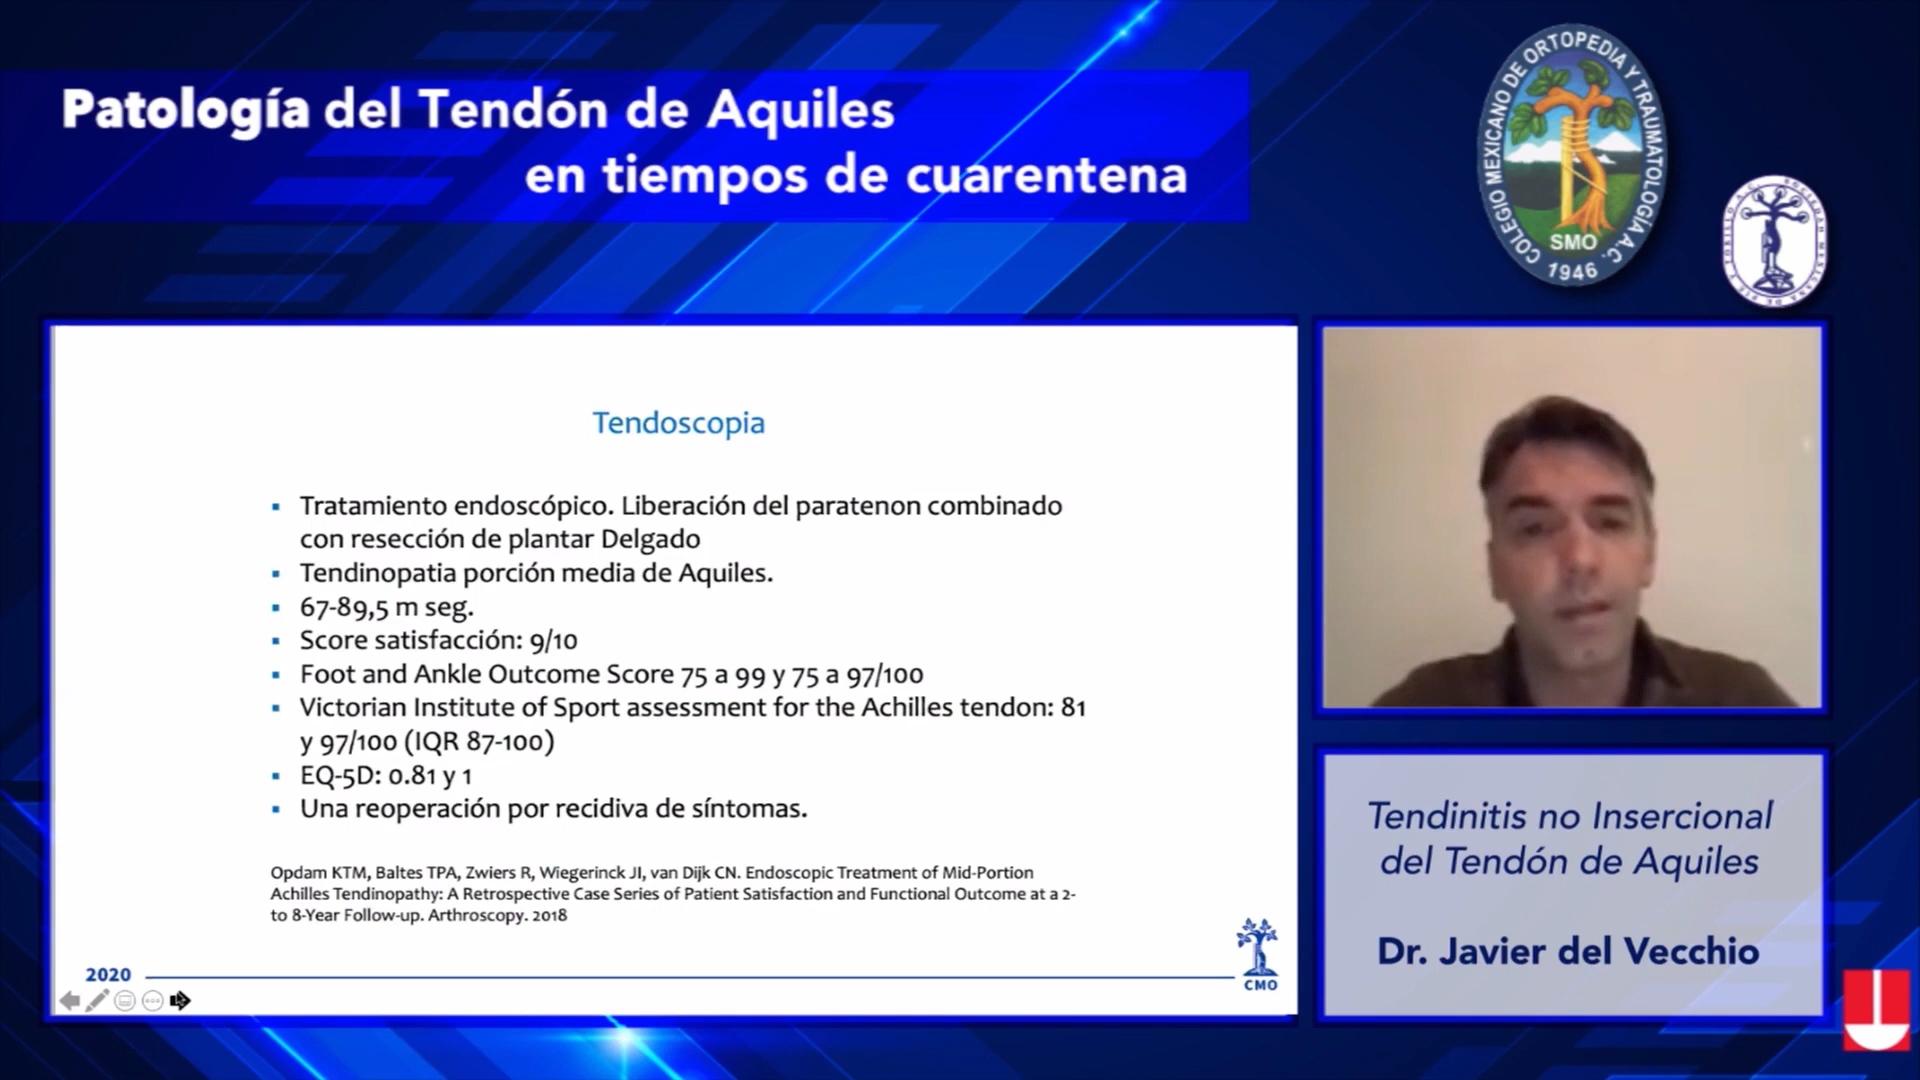 Patología del Tendón de Aquiles
en tiempos de cuarentena
COLEGIO MEXICANO DE ORTOPEDIA Y TRAUMATOLOGÍA A.C.
SMO
1946
Tendoscopia
▪ Tratamiento endoscópico. Liberación del paratenon combinado
con resección de plantar Delgado
▪ Tendinopatia porción media de Aquiles.
▪ 67-89,5 m seg.
▪ Score satisfacción: 9/10
▪ Foot and Ankle Outcome Score 75 a 99 y 75 a 97/100
▪ Victorian Institute of Sport assessment for the Achilles tendon: 81
y 97/100 (IQR 87-100)
▪ EQ-5D: 0.81 y 1
▪ Una reoperación por recidiva de síntomas.
Opdam KTM, Baltes TPA, Zwiers R, Wiegerinck JI, van Dijk CN. Endoscopic Treatment of Mid-Portion
Achilles Tendinopathy: A Retrospective Case Series of Patient Satisfaction and Functional Outcome at a 2-
to 8-Year Follow-up. Arthroscopy. 2018
2020
CMO
Tendinitis no Insercional
del Tendón de Aquiles
Dr. Javier del Vecchio